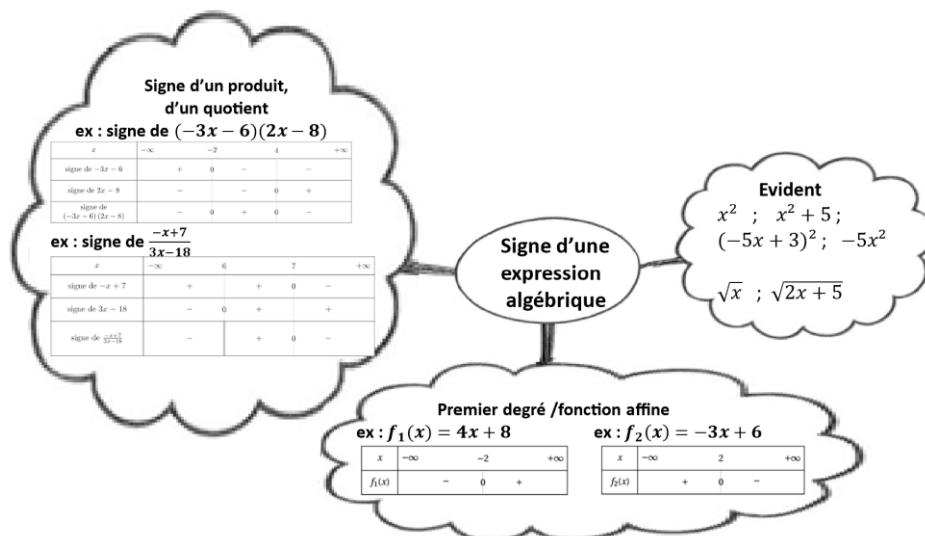 Signe d'un produit,
d'un quotient
ex : signe de (−3x − 6)(2x − 8)
x −∞ −2 4 +∞
signe de −3x − 6 + 0 − −
signe de 2x − 8 − − 0 +
signe de
(−3x − 6) (2x − 8) − 0 + 0 −
ex : signe de (−x+7)/(3x−18)
x −∞ 6 7 +∞
signe de −x + 7 + + 0 −
signe de 3x − 18 − 0 + +
signe de (−x+7)/(3x−18) − + 0 −
Signe d'une
expression
algébrique
Evident
x² ; x² + 5 ;
(−5x + 3)² ; −5x²
√x ; √(2x + 5)
Premier degré /fonction affine
ex : f₁(x) = 4x + 8
x −∞ −2 +∞
f₁(x) − 0 +
ex : f₂(x) = −3x + 6
x −∞ 2 +∞
f₂(x) + 0 −